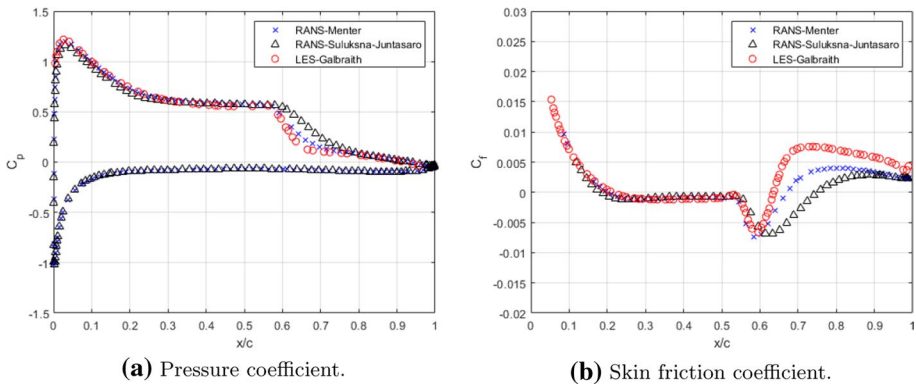 1.5
1
0.5
0
-0.5
-1
-1.5
C_p
RANS-Menter
RANS-Suluksna-Juntasaro
LES-Galbraith
0 0.1 0.2 0.3 0.4 0.5 0.6 0.7 0.8 0.9 1
x/c
(a) Pressure coefficient.
0.03
0.025
0.02
0.015
0.01
0.005
0
-0.005
-0.01
-0.015
-0.02
C_f
RANS-Menter
RANS-Suluksna-Juntasaro
LES-Galbraith
0 0.1 0.2 0.3 0.4 0.5 0.6 0.7 0.8 0.9 1
x/c
(b) Skin friction coefficient.